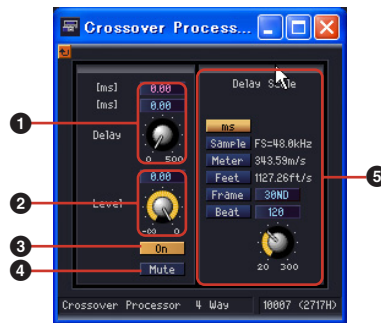 Crossover Process...
[ms] 0.00
[ms] 0.00
Delay
0 500
0.00
Level
-∞ 0
On
Mute
Delay Scale
ms
Sample FS=48.0kHz
Meter 343.59m/s
Feet 1127.26ft/s
Frame 30ND
Beat 120
20 300
1
2
3
4
5
Crossover Processor 4 Way 10007 (2717H)